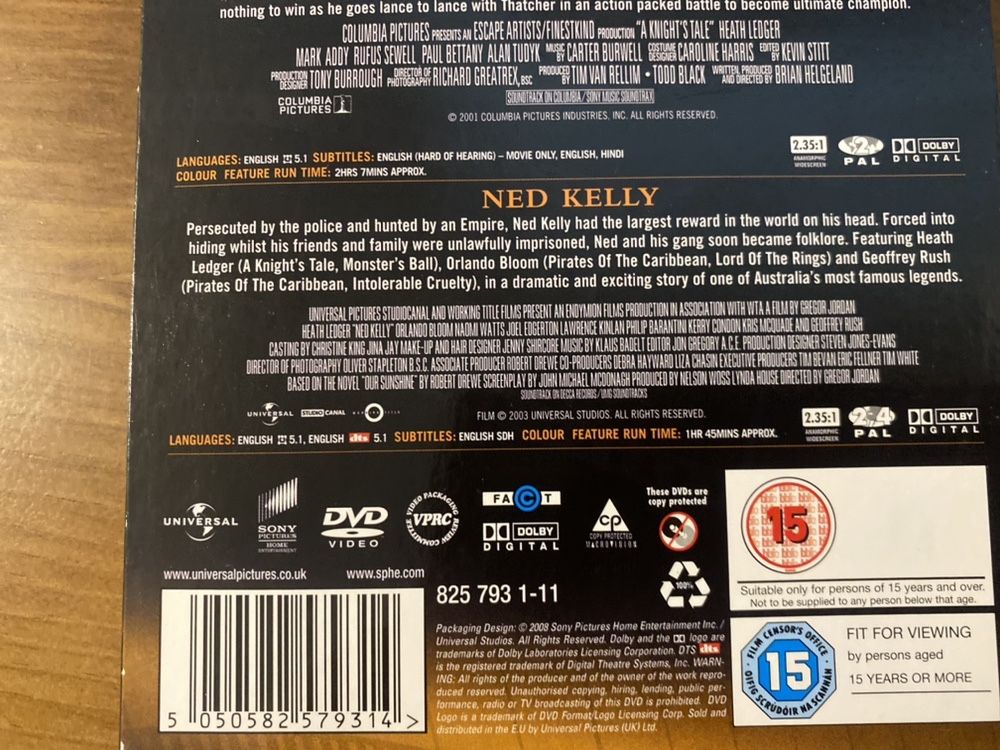 nothing to win as he goes lance to lance with Thatcher in an action packed battle to become ultimate champion.
COLUMBIA PICTURES PRESENTS AN ESCAPE ARTISTS/FINESTKIND PRODUCTION "A KNIGHT'S TALE" HEATH LEDGER
MARK ADDY RUFUS SEWELL PAUL BETTANY ALAN TUDYK MUSIC BY CARTER BURWELL COSTUME DESIGNER CAROLINE HARRIS EDITED BY KEVIN STITT
PRODUCTION DESIGNER TONY BURROUGH DIRECTOR OF PHOTOGRAPHY RICHARD GREATREX, BSC PRODUCED BY TIM VAN RELLIM • TODD BLACK WRITTEN, PRODUCED AND DIRECTED BY BRIAN HELGELAND
COLUMBIA PICTURES
SOUNDTRACK ON COLUMBIA/SONY MUSIC SOUNDTRAX
© 2001 COLUMBIA PICTURES INDUSTRIES, INC. ALL RIGHTS RESERVED.
LANGUAGES: ENGLISH 5.1 SUBTITLES: ENGLISH (HARD OF HEARING) – MOVIE ONLY, ENGLISH, HINDI
COLOUR FEATURE RUN TIME: 2HRS 7MINS APPROX.
2.35:1
ANAMORPHIC WIDESCREEN
2
PAL
DOLBY
DIGITAL
NED KELLY
Persecuted by the police and hunted by an Empire, Ned Kelly had the largest reward in the world on his head. Forced into
hiding whilst his friends and family were unlawfully imprisoned, Ned and his gang soon became folklore. Featuring Heath
Ledger (A Knight's Tale, Monster's Ball), Orlando Bloom (Pirates Of The Caribbean, Lord Of The Rings) and Geoffrey Rush
(Pirates Of The Caribbean, Intolerable Cruelty), in a dramatic and exciting story of one of Australia's most famous legends.
UNIVERSAL PICTURES STUDIOCANAL AND WORKING TITLE FILMS PRESENT AN ENDYMION FILMS PRODUCTION IN ASSOCIATION WITH WTA A FILM BY GREGOR JORDAN
HEATH LEDGER "NED KELLY" ORLANDO BLOOM NAOMI WATTS JOEL EDGERTON LAWRENCE KINLAN PHILIP BARANTINI KERRY CONDON KRIS MCQUADE AND GEOFFREY RUSH
CASTING BY CHRISTINE KING JINA JAY MAKE-UP AND HAIR DESIGNER JENNY SHIRCORE MUSIC BY KLAUS BADELT EDITOR JON GREGORY A.C.E. PRODUCTION DESIGNER STEVEN JONES-EVANS
DIRECTOR OF PHOTOGRAPHY OLIVER STAPLETON B.S.C. ASSOCIATE PRODUCER ROBERT DREWE CO-PRODUCERS DEBRA HAYWARD LIZA CHASIN EXECUTIVE PRODUCERS TIM BEVAN ERIC FELLNER TIM WHITE
BASED ON THE NOVEL "OUR SUNSHINE" BY ROBERT DREWE SCREENPLAY BY JOHN MICHAEL MCDONAGH PRODUCED BY NELSON WOSS LYNDA HOUSE DIRECTED BY GREGOR JORDAN
SOUNDTRACK ON DECCA RECORDS / UMG SOUNDTRACKS
UNIVERSAL
STUDIO CANAL
FILM © 2003 UNIVERSAL STUDIOS. ALL RIGHTS RESERVED.
2.35:1
ANAMORPHIC WIDESCREEN
2 4
PAL
DOLBY
DIGITAL
LANGUAGES: ENGLISH 5.1, ENGLISH dts 5.1 SUBTITLES: ENGLISH SDH COLOUR FEATURE RUN TIME: 1HR 45MINS APPROX.
UNIVERSAL
SONY
PICTURES
HOME
ENTERTAINMENT
DVD
VIDEO
VIDEO PACKAGING REVIEW COMMITTEE
VPRC
FACT
DOLBY
DIGITAL
CP
COPY PROTECTED
MACROVISION
These DVDs are
copy protected
100%
15
Suitable only for persons of 15 years and over.
Not to be supplied to any person below that age.
www.universalpictures.co.uk
www.sphe.com
825 793 1-11
Packaging Design: © 2008 Sony Pictures Home Entertainment Inc. /
Universal Studios. All Rights Reserved. Dolby and the logo are
trademarks of Dolby Laboratories Licensing Corporation. DTS dts
is the registered trademark of Digital Theatre Systems, Inc. WARN-
ING: All rights of the producer and of the owner of the work repro-
duced reserved. Unauthorised copying, hiring, lending, public per-
formance, radio or TV broadcasting of this DVD is prohibited. DVD
Logo is a trademark of DVD Format/Logo Licensing Corp. Sold and
distributed in the E.U by Universal Pictures (UK) Ltd.
FILM CENSOR'S OFFICE
15
OIFIG SCRÚDÓIR NA SCANNÁN
FIT FOR VIEWING
by persons aged
15 YEARS OR MORE
5 050582 579314 >